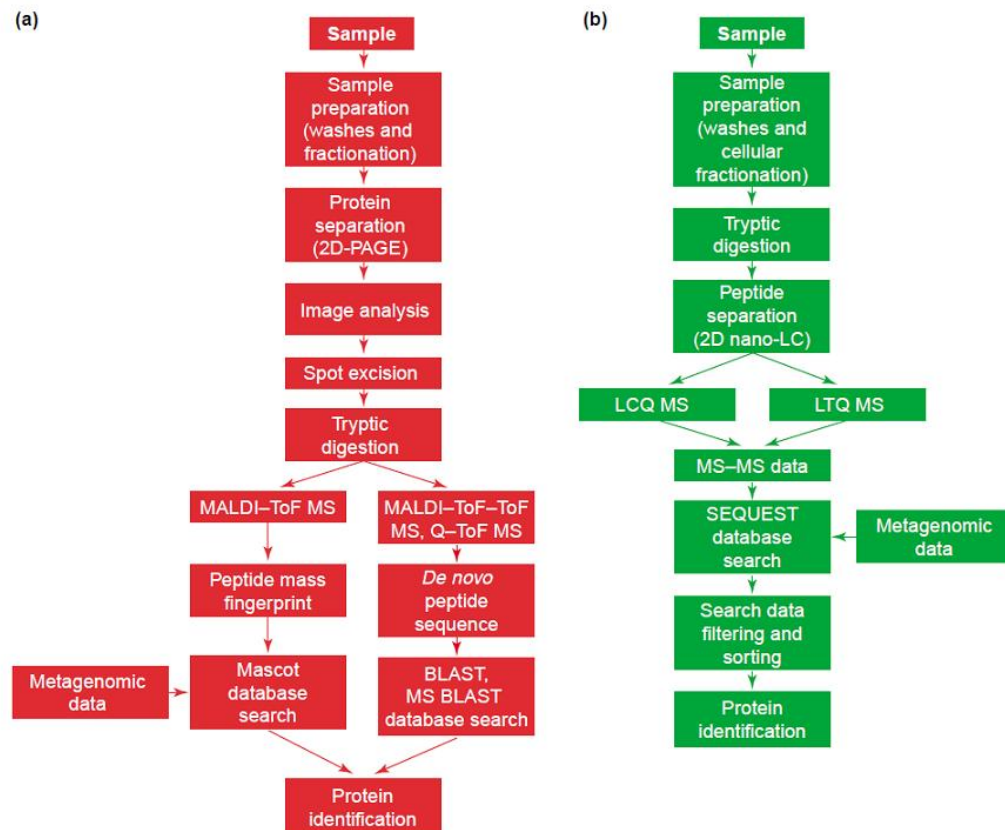 (a)
Sample
Sample
preparation
(washes and
fractionation)
Protein
separation
(2D-PAGE)
Image analysis
Spot excision
Tryptic
digestion
MALDI–ToF MS
Peptide mass
fingerprint
Metagenomic
data
Mascot
database
search
MALDI–ToF–ToF
MS, Q–ToF MS
De novo
peptide
sequence
BLAST,
MS BLAST
database search
Protein
identification
(b)
Sample
Sample
preparation
(washes and
cellular
fractionation)
Tryptic
digestion
Peptide
separation
(2D nano-LC)
LCQ MS
LTQ MS
MS–MS data
SEQUEST
database
search
Metagenomic
data
Search data
filtering and
sorting
Protein
identification